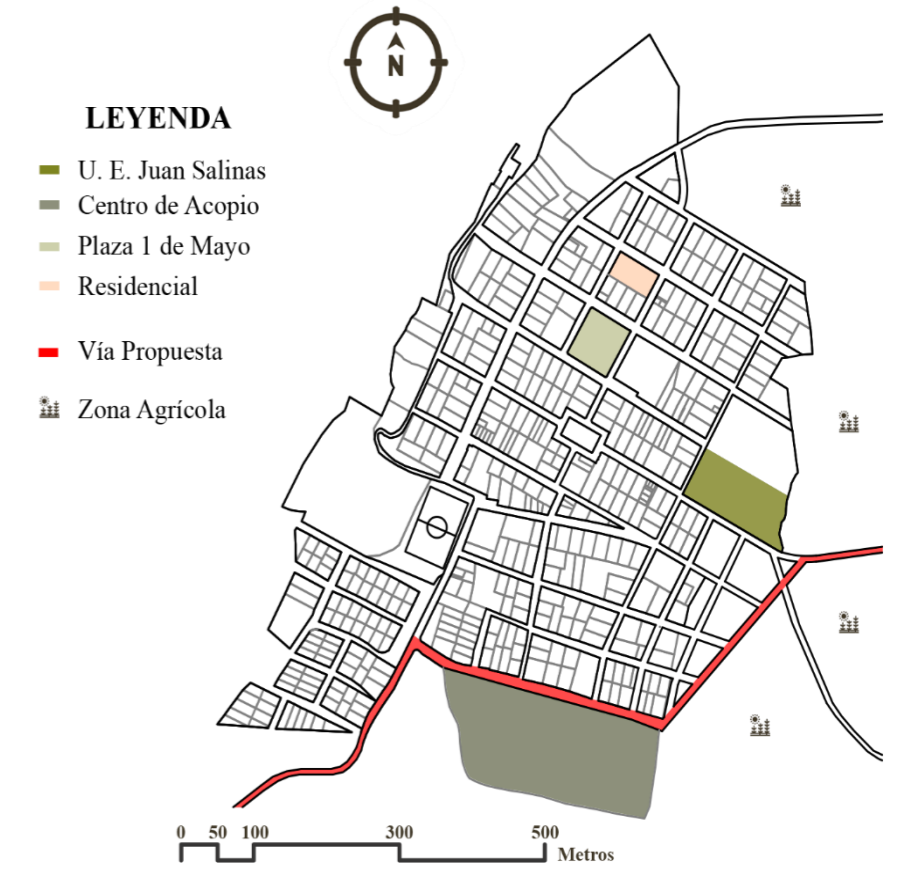 N
LEYENDA
U. E. Juan Salinas
Centro de Acopio
Plaza 1 de Mayo
Residencial
Vía Propuesta
Zona Agrícola
0 50 100 300 500
Metros